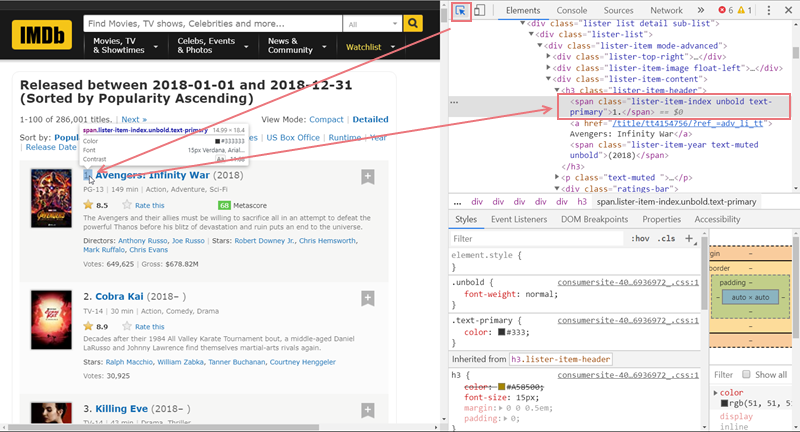 IMDb
Find Movies, TV shows, Celebrities and more...
All
Movies, TV
& Showtimes
Celebs, Events
& Photos
News &
Community
Watchlist
Released between 2018-01-01 and 2018-12-31
(Sorted by Popularity Ascending)
1-100 of 286,001 titles. | Next »
View Mode: Compact | Detailed
span.lister-item-index.unbold.text-primary 14.99 × 18.4
Color #333333
Font 15px Verdana, Arial...
Contrast Aa
Sort by: Popu
US Box Office | Runtime | Year
| Release Date
1. Avengers: Infinity War (2018)
PG-13 | 149 min | Action, Adventure, Sci-Fi
8.5 Rate this 68 Metascore
The Avengers and their allies must be willing to sacrifice all in an attempt to defeat the
powerful Thanos before his blitz of devastation and ruin puts an end to the universe.
Directors: Anthony Russo, Joe Russo | Stars: Robert Downey Jr., Chris Hemsworth,
Mark Ruffalo, Chris Evans
Votes: 649,625 | Gross: $678.82M
2. Cobra Kai (2018– )
TV-14 | 30 min | Action, Comedy, Drama
8.9 Rate this
Decades after their 1984 All Valley Karate Tournament bout, a middle-aged Daniel
LaRusso and Johnny Lawrence find themselves martial-arts rivals again.
Stars: Ralph Macchio, William Zabka, Tanner Buchanan, Courtney Henggeler
Votes: 30,925
3. Killing Eve (2018– )
TV-14 | 42 min | Drama, Thriller
Elements Console Sources » 6 1
<div class="lister list detail sub-list">
<div class="lister-list">
<div class="lister-item mode-advanced">
<div class="lister-top-right">…</div>
<div class="lister-item-image float-left">…</div>
<div class="lister-item-content">
<h3 class="lister-item-header">
<span class="lister-item-index unbold text-
primary">1.</span> == $0
<a href="/title/tt4154756/?ref_=adv_li_tt">
Avengers: Infinity War</a>
<span class="lister-item-year text-muted
unbold">(2018)</span>
</h3>
<p class="text-muted ">…</p>
<div class="ratings-bar">
… div div div div div h3 span.lister-item-index.unbold.text-primary
Styles Event Listeners DOM Breakpoints Properties Accessibility
Filter :hov .cls +
element.style {
}
.unbold { consumersite-40…6936972_.css:1
font-weight: normal;
}
.text-primary { consumersite-40…6936972_.css:1
color: #333;
}
Inherited from h3.lister-item-header
h3 { consumersite-40…6936972_.css:1
color: #A58500;
font-size: 15px;
margin: 0 0 0.5em;
padding: 0;
rgin –
border –
padding –
auto × auto
Filter Show all
color
rgb(51, 51, 5
display
inline